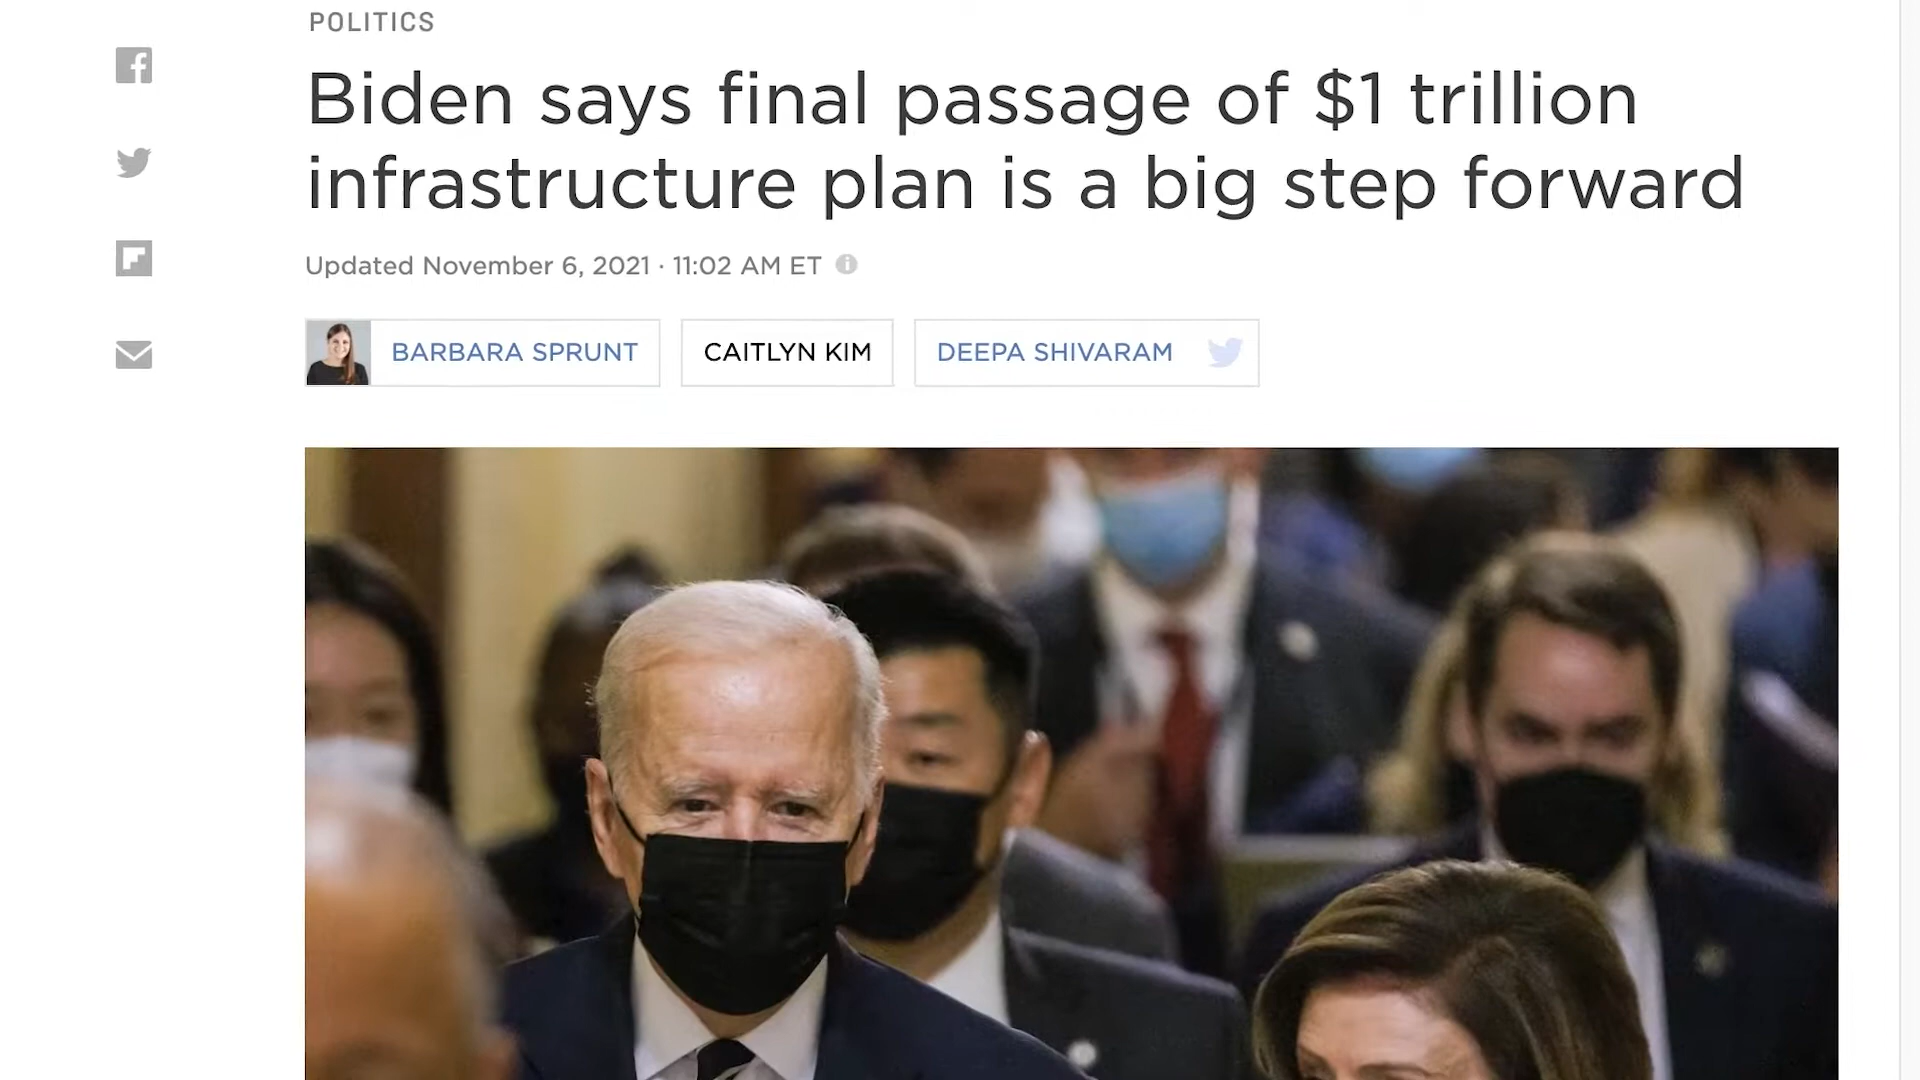 POLITICS
Biden says final passage of $1 trillion
infrastructure plan is a big step forward
Updated November 6, 2021 · 11:02 AM ET
BARBARA SPRUNT
CAITLYN KIM
DEEPA SHIVARAM